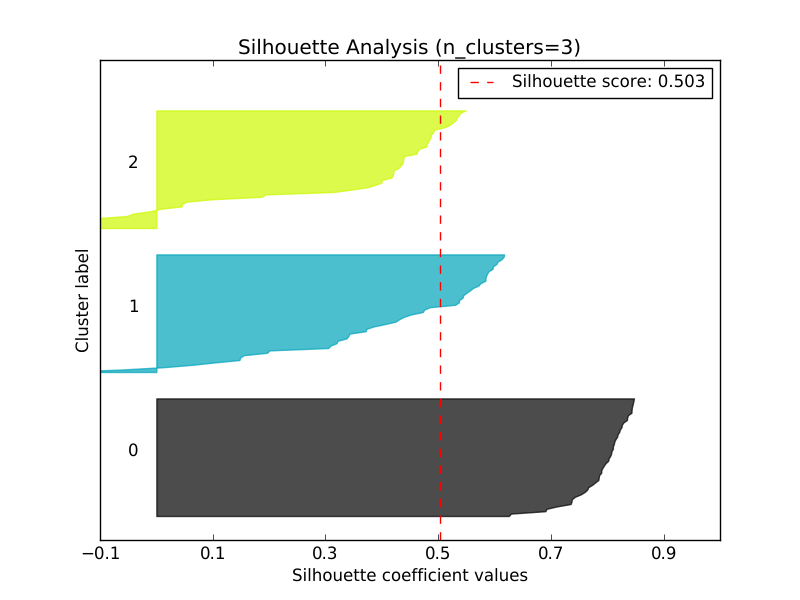 Silhouette Analysis (n_clusters=3)
Silhouette score: 0.503
2
1
0
Cluster label
−0.1 0.1 0.3 0.5 0.7 0.9
Silhouette coefficient values